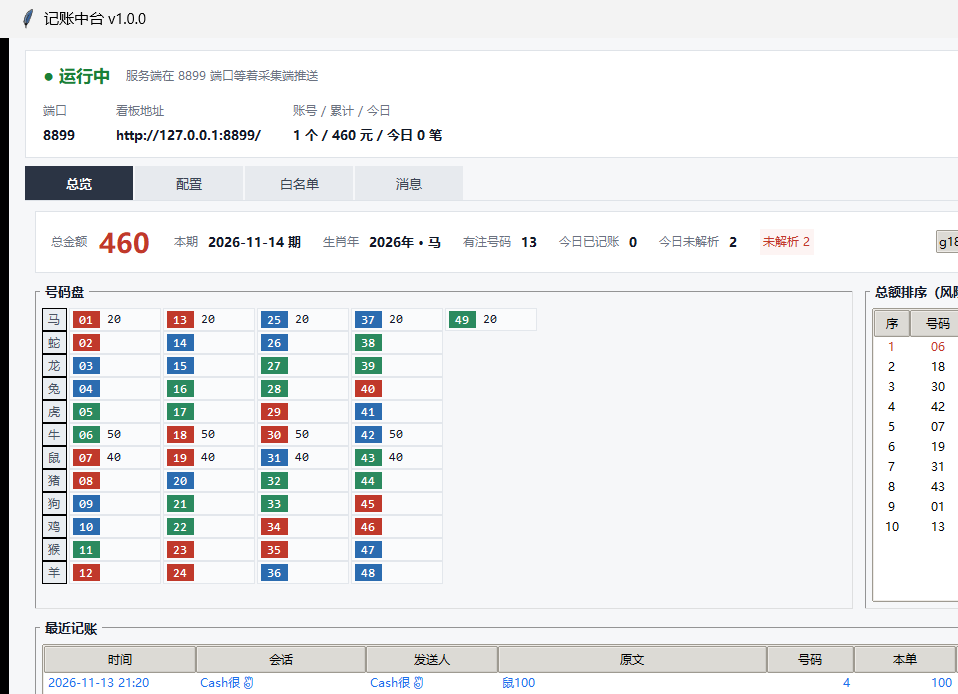 记账中台 v1.0.0
● 运行中 服务端在 8899 端口等着采集端推送
端口 看板地址 账号 / 累计 / 今日
8899 http://127.0.0.1:8899/ 1 个 / 460 元 / 今日 0 笔
总览 配置 白名单 消息
总金额 460 本期 2026-11-14 期 生肖年 2026年 • 马 有注号码 13 今日已记账 0 今日未解析 2 未解析 2 g18
号码盘
马 01 20 13 20 25 20 37 20 49 20
蛇 02 14 26 38
龙 03 15 27 39
兔 04 16 28 40
虎 05 17 29 41
牛 06 50 18 50 30 50 42 50
鼠 07 40 19 40 31 40 43 40
猪 08 20 32 44
狗 09 21 33 45
鸡 10 22 34 46
猴 11 23 35 47
羊 12 24 36 48
总额排序（风
序 号码
1 06
2 18
3 30
4 42
5 07
6 19
7 31
8 43
9 01
10 13
最近记账
时间 会话 发送人 原文 号码 本单
2026-11-13 21:20 Cash很 Cash很 鼠100 4 100